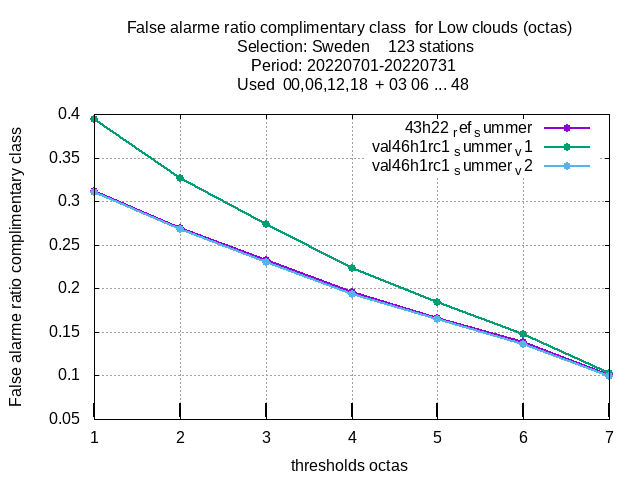 False alarme ratio complimentary class  for Low clouds (octas)
Selection: Sweden    123 stations
Period: 20220701-20220731
Used  00,06,12,18  + 03 06 ... 48
43h22 ref summer
val46h1rc1 summer v1
val46h1rc1 summer v2
False alarme ratio complimentary class
0.4
0.35
0.3
0.25
0.2
0.15
0.1
0.05
1 2 3 4 5 6 7
thresholds octas